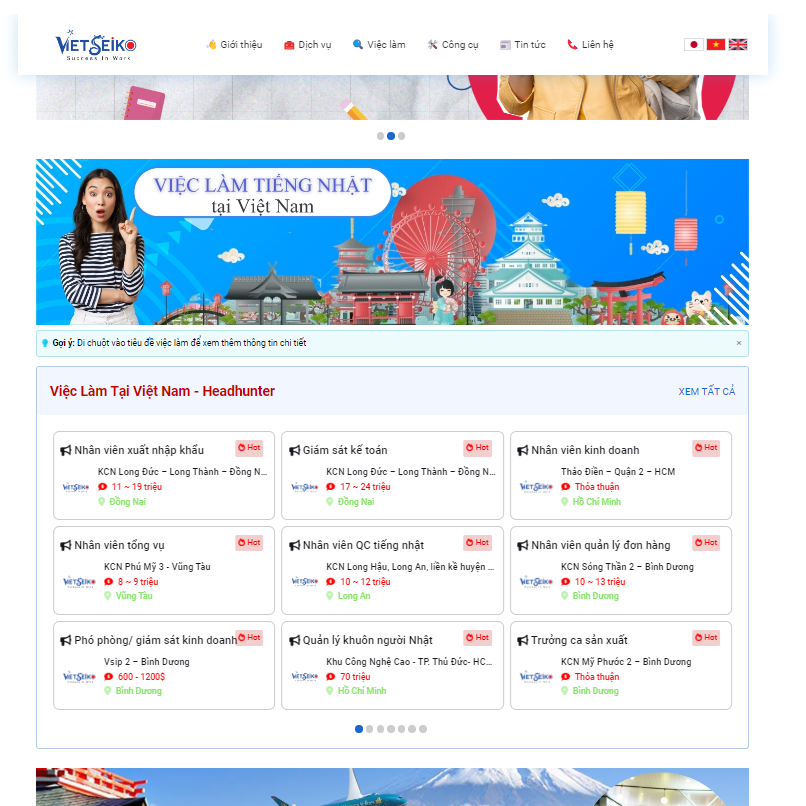 VIETSEIKO
Success In Work
Giới thiệu
Dịch vụ
Việc làm
Công cụ
Tin tức
Liên hệ
VIỆC LÀM TIẾNG NHẬT
tại Việt Nam
Gợi ý: Di chuột vào tiêu đề việc làm để xem thêm thông tin chi tiết
×
Việc Làm Tại Việt Nam - Headhunter
XEM TẤT CẢ
Nhân viên xuất nhập khẩu
Hot
KCN Long Đức – Long Thành – Đồng N...
VIETSEIKO
11 ~ 19 triệu
Đồng Nai
Giám sát kế toán
Hot
KCN Long Đức – Long Thành – Đồng N...
VIETSEIKO
17 ~ 24 triệu
Đồng Nai
Nhân viên kinh doanh
Hot
Thảo Điền – Quận 2 – HCM
VIETSEIKO
Thỏa thuận
Hồ Chí Minh
Nhân viên tổng vụ
Hot
KCN Phú Mỹ 3 - Vũng Tàu
VIETSEIKO
8 ~ 9 triệu
Vũng Tàu
Nhân viên QC tiếng nhật
Hot
KCN Long Hậu, Long An, liền kề huyện ...
VIETSEIKO
10 ~ 12 triệu
Long An
Nhân viên quản lý đơn hàng
Hot
KCN Sóng Thần 2 – Bình Dương
VIETSEIKO
10 ~ 13 triệu
Bình Dương
Phó phòng/ giám sát kinh doanh
Hot
Vsip 2 – Bình Dương
VIETSEIKO
600 - 1200$
Bình Dương
Quản lý khuôn người Nhật
Hot
Khu Công Nghệ Cao - TP. Thủ Đức- HC...
VIETSEIKO
70 triệu
Hồ Chí Minh
Trưởng ca sản xuất
Hot
KCN Mỹ Phước 2 – Bình Dương
VIETSEIKO
Thỏa thuận
Bình Dương